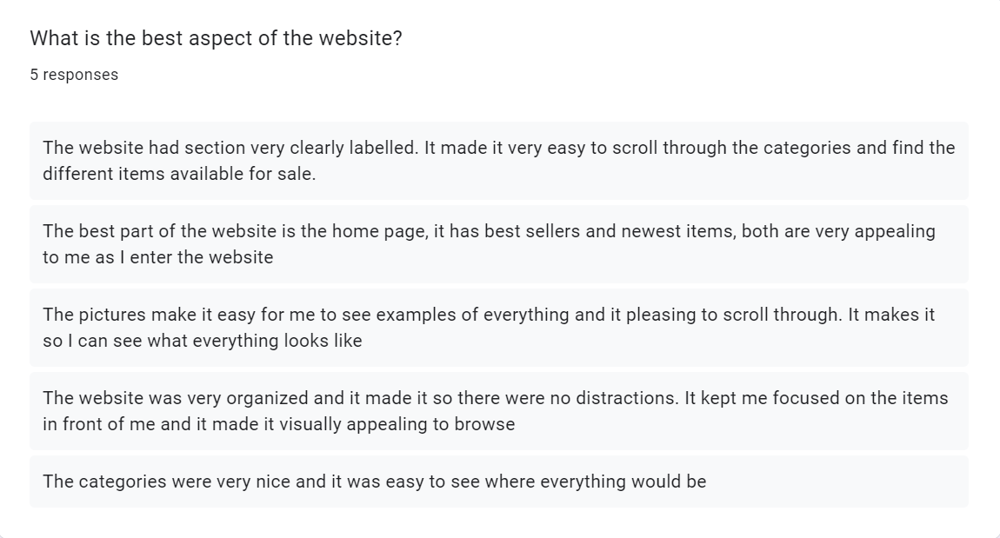 What is the best aspect of the website?
5 responses
The website had section very clearly labelled. It made it very easy to scroll through the categories and find the
different items available for sale.
The best part of the website is the home page, it has best sellers and newest items, both are very appealing
to me as I enter the website
The pictures make it easy for me to see examples of everything and it pleasing to scroll through. It makes it
so I can see what everything looks like
The website was very organized and it made it so there were no distractions. It kept me focused on the items
in front of me and it made it visually appealing to browse
The categories were very nice and it was easy to see where everything would be